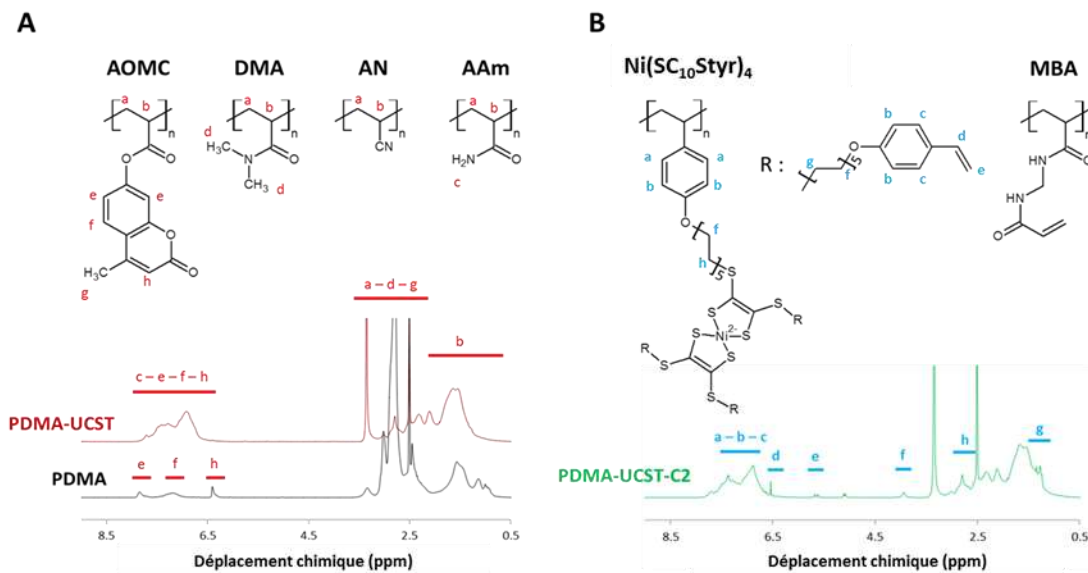 A
AOMC DMA AN AAm
a b n O O e e f O O H₃C g h
a b n d H₃C N O CH₃ d
a b n CN
a b n H₂N O c
a – d – g
b
c – e – f – h
PDMA-UCST
e f h
PDMA
8.5 6.5 4.5 2.5 0.5
Déplacement chimique (ppm)
B
Ni(SC₁₀Styr)₄ MBA
n a a b b O f h 5 S S S S R Ni²⁻ S S R S S R
R : g 5 O f b c b c d e
n HN O HN O
a – b – c d e f h g
PDMA-UCST-C2
8.5 6.5 4.5 2.5 0.5
Déplacement chimique (ppm)